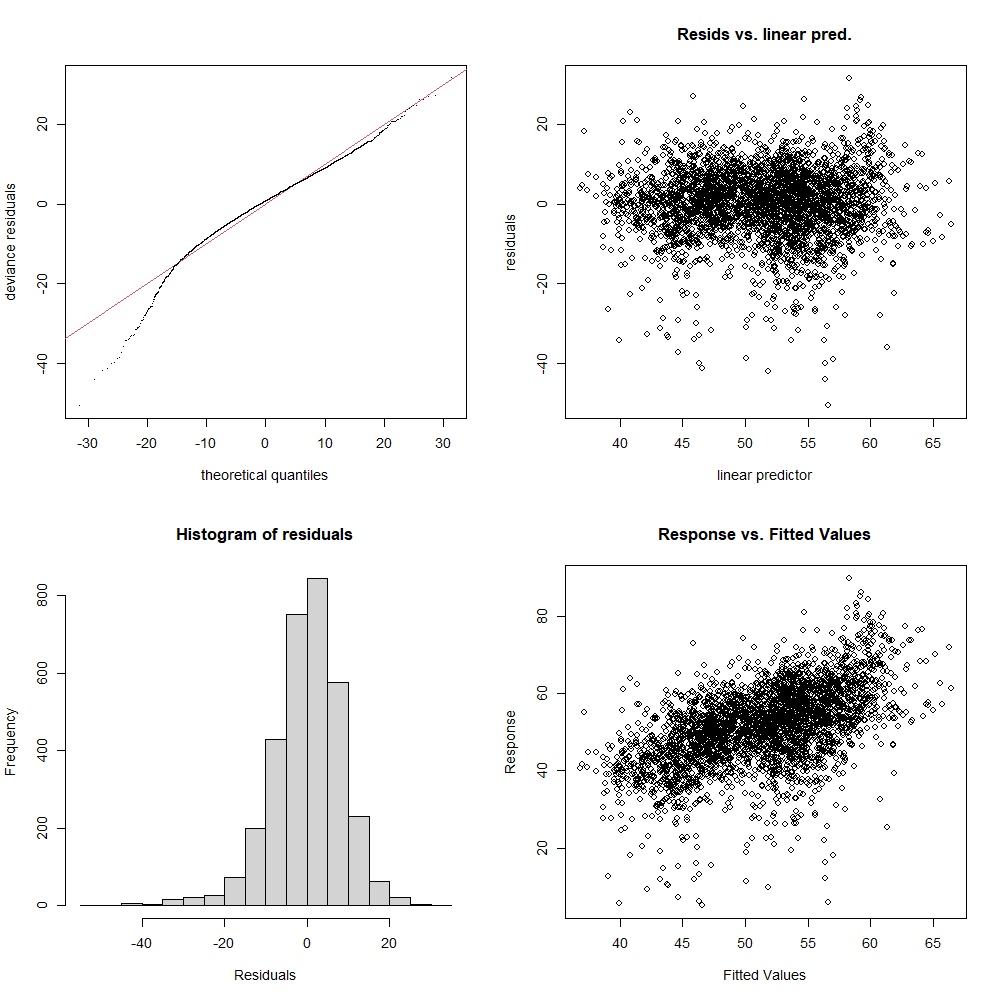 deviance residuals
-40 -20 0 20
-30 -20 -10 0 10 20 30
theoretical quantiles
Resids vs. linear pred.
residuals
-40 -20 0 20
40 45 50 55 60 65
linear predictor
Histogram of residuals
Frequency
0 200 400 600 800
-40 -20 0 20
Residuals
Response vs. Fitted Values
Response
20 40 60 80
40 45 50 55 60 65
Fitted Values